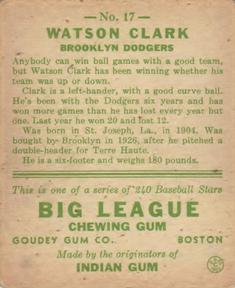 — No. 17 —
WATSON CLARK
BROOKLYN DODGERS
Anybody can win ball games with a good team,
but Watson Clark has been winning whether his
team was up or down.
Clark is a left-hander, with a good curve ball.
He's been with the Dodgers six years and has
won more games than he has lost every year but
one. Last year he won 20 and lost 12.
Was born in St. Joseph, La., in 1904. Was
bought by Brooklyn in 1926, after he pitched a
double-header for Terre Haute.
He is a six-footer and weighs 180 pounds.
This is one of a series of 240 Baseball Stars
BIG LEAGUE
CHEWING GUM
GOUDEY GUM CO. BOSTON
Made by the originators of
INDIAN GUM